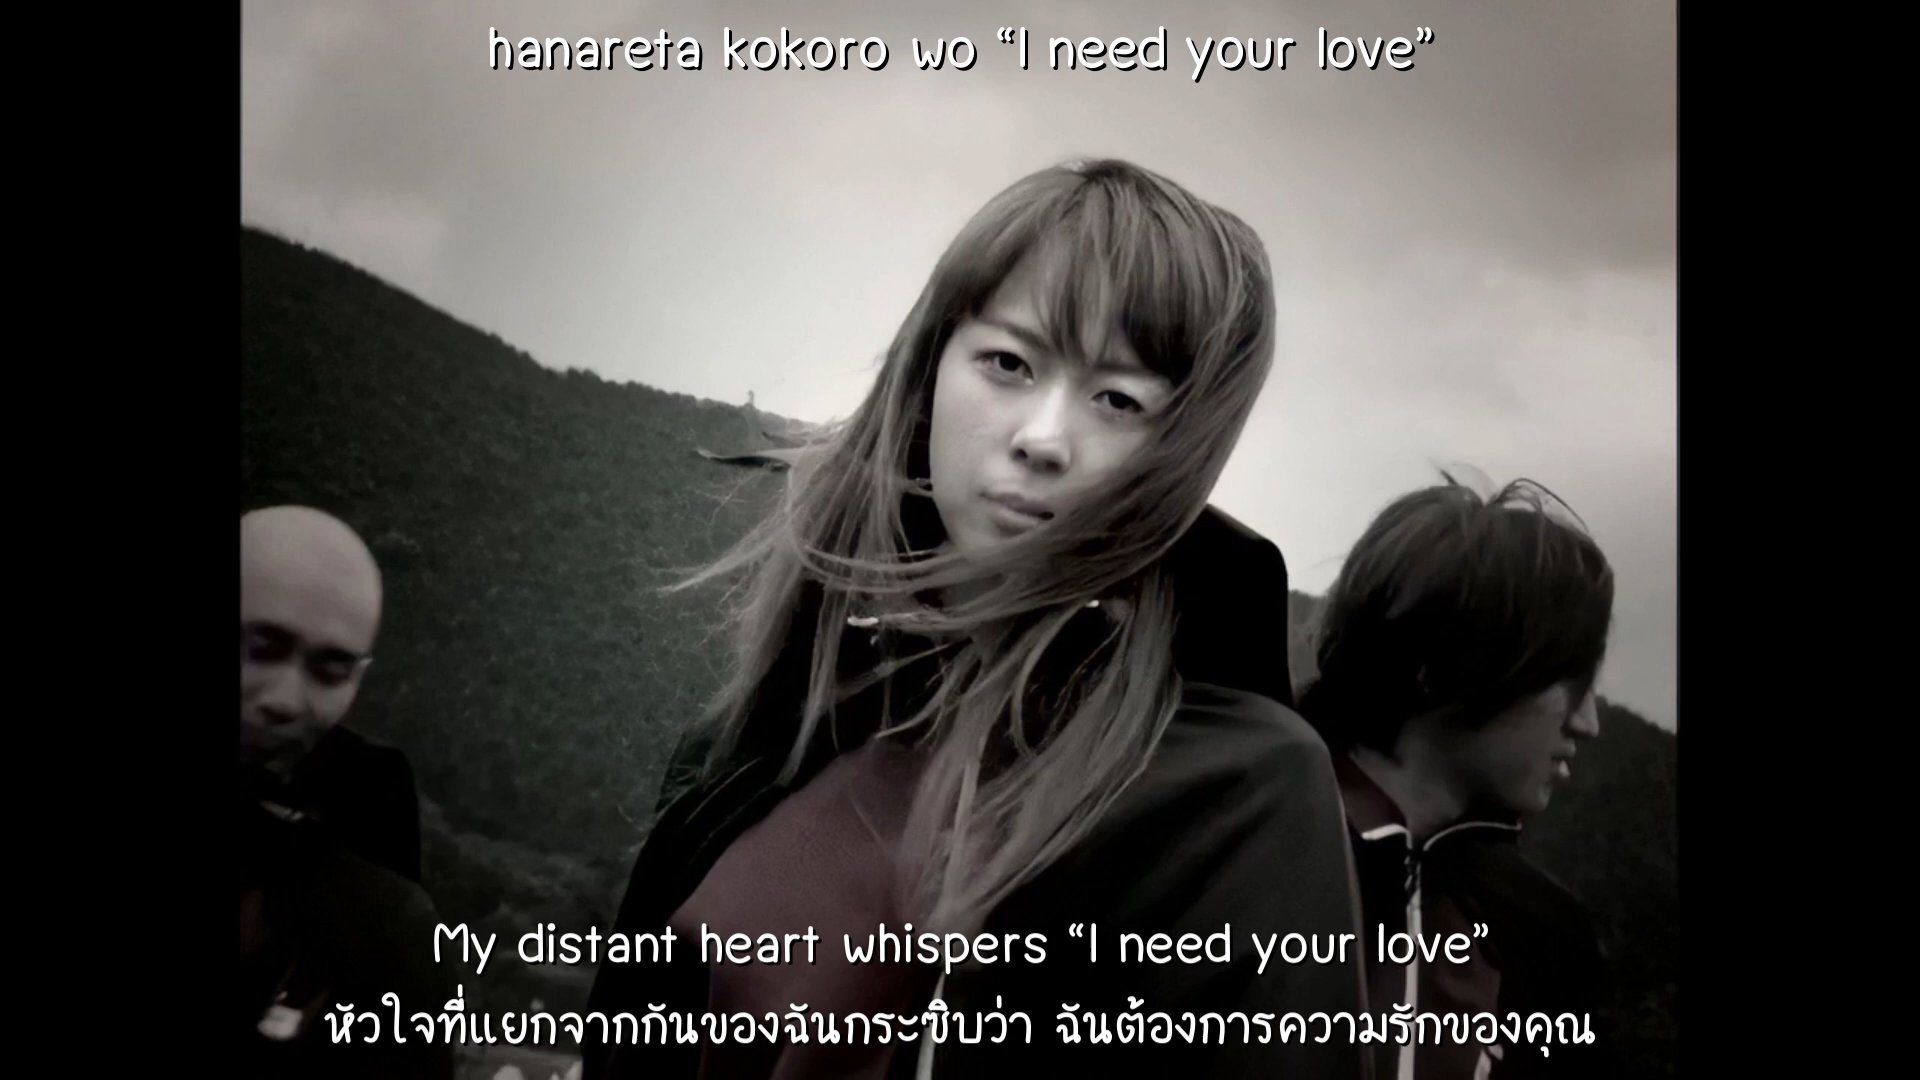 hanareta kokoro wo “I need your love”
My distant heart whispers “I need your love”
หัวใจที่แยกจากกันของฉันกระซิบว่า ฉันต้องการความรักของคุณ